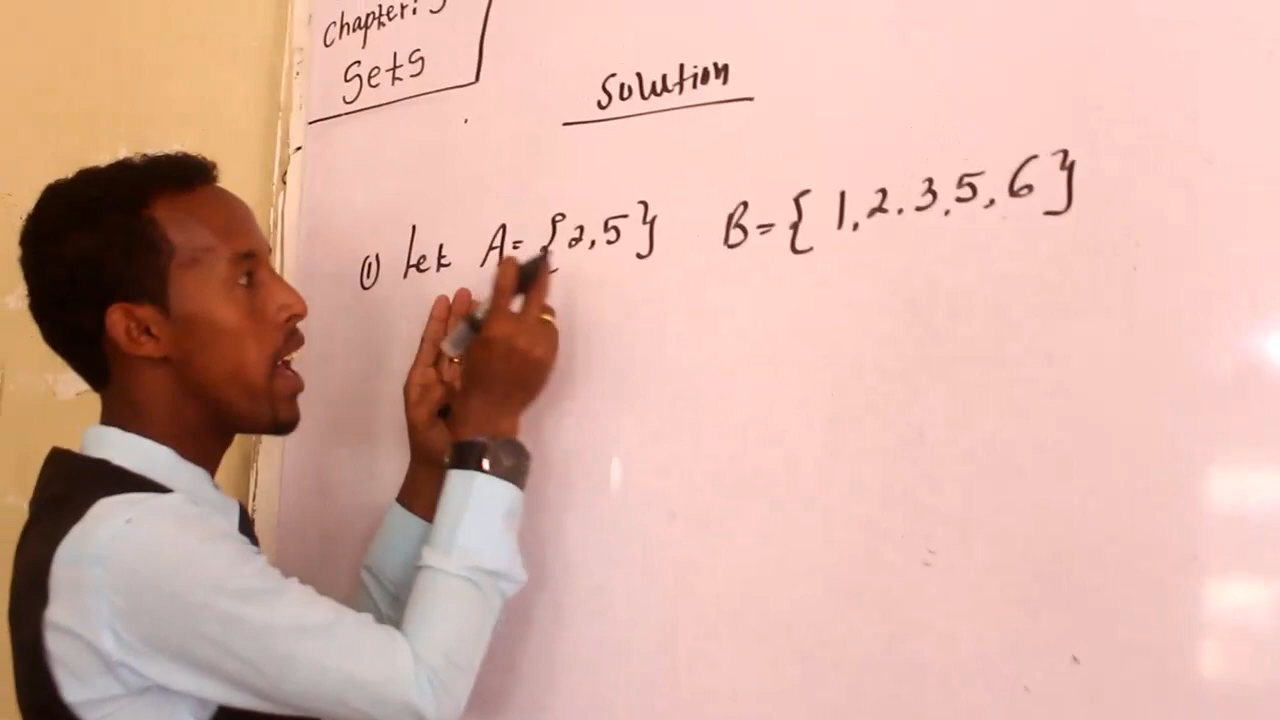 Chapter:
Sets
Solution
(1) Let A = {2,5} B = {1,2,3,5,6}